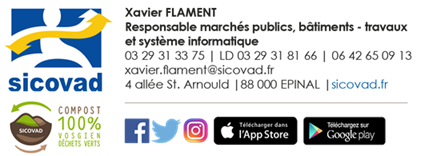 Xavier FLAMENT
Responsable marchés publics, bâtiments - travaux
et système informatique
03 29 31 33 75 | LD 03 29 31 81 66 | 06 42 65 09 13
xavier.flament@sicovad.fr
4 allée St. Arnould |88 000 EPINAL |sicovad.fr
sicovad
COMPOST
100%
VOSGIEN
DÉCHETS VERTS
SICOVAD
Télécharger dans
l'App Store
Téléchargez sur
Google play